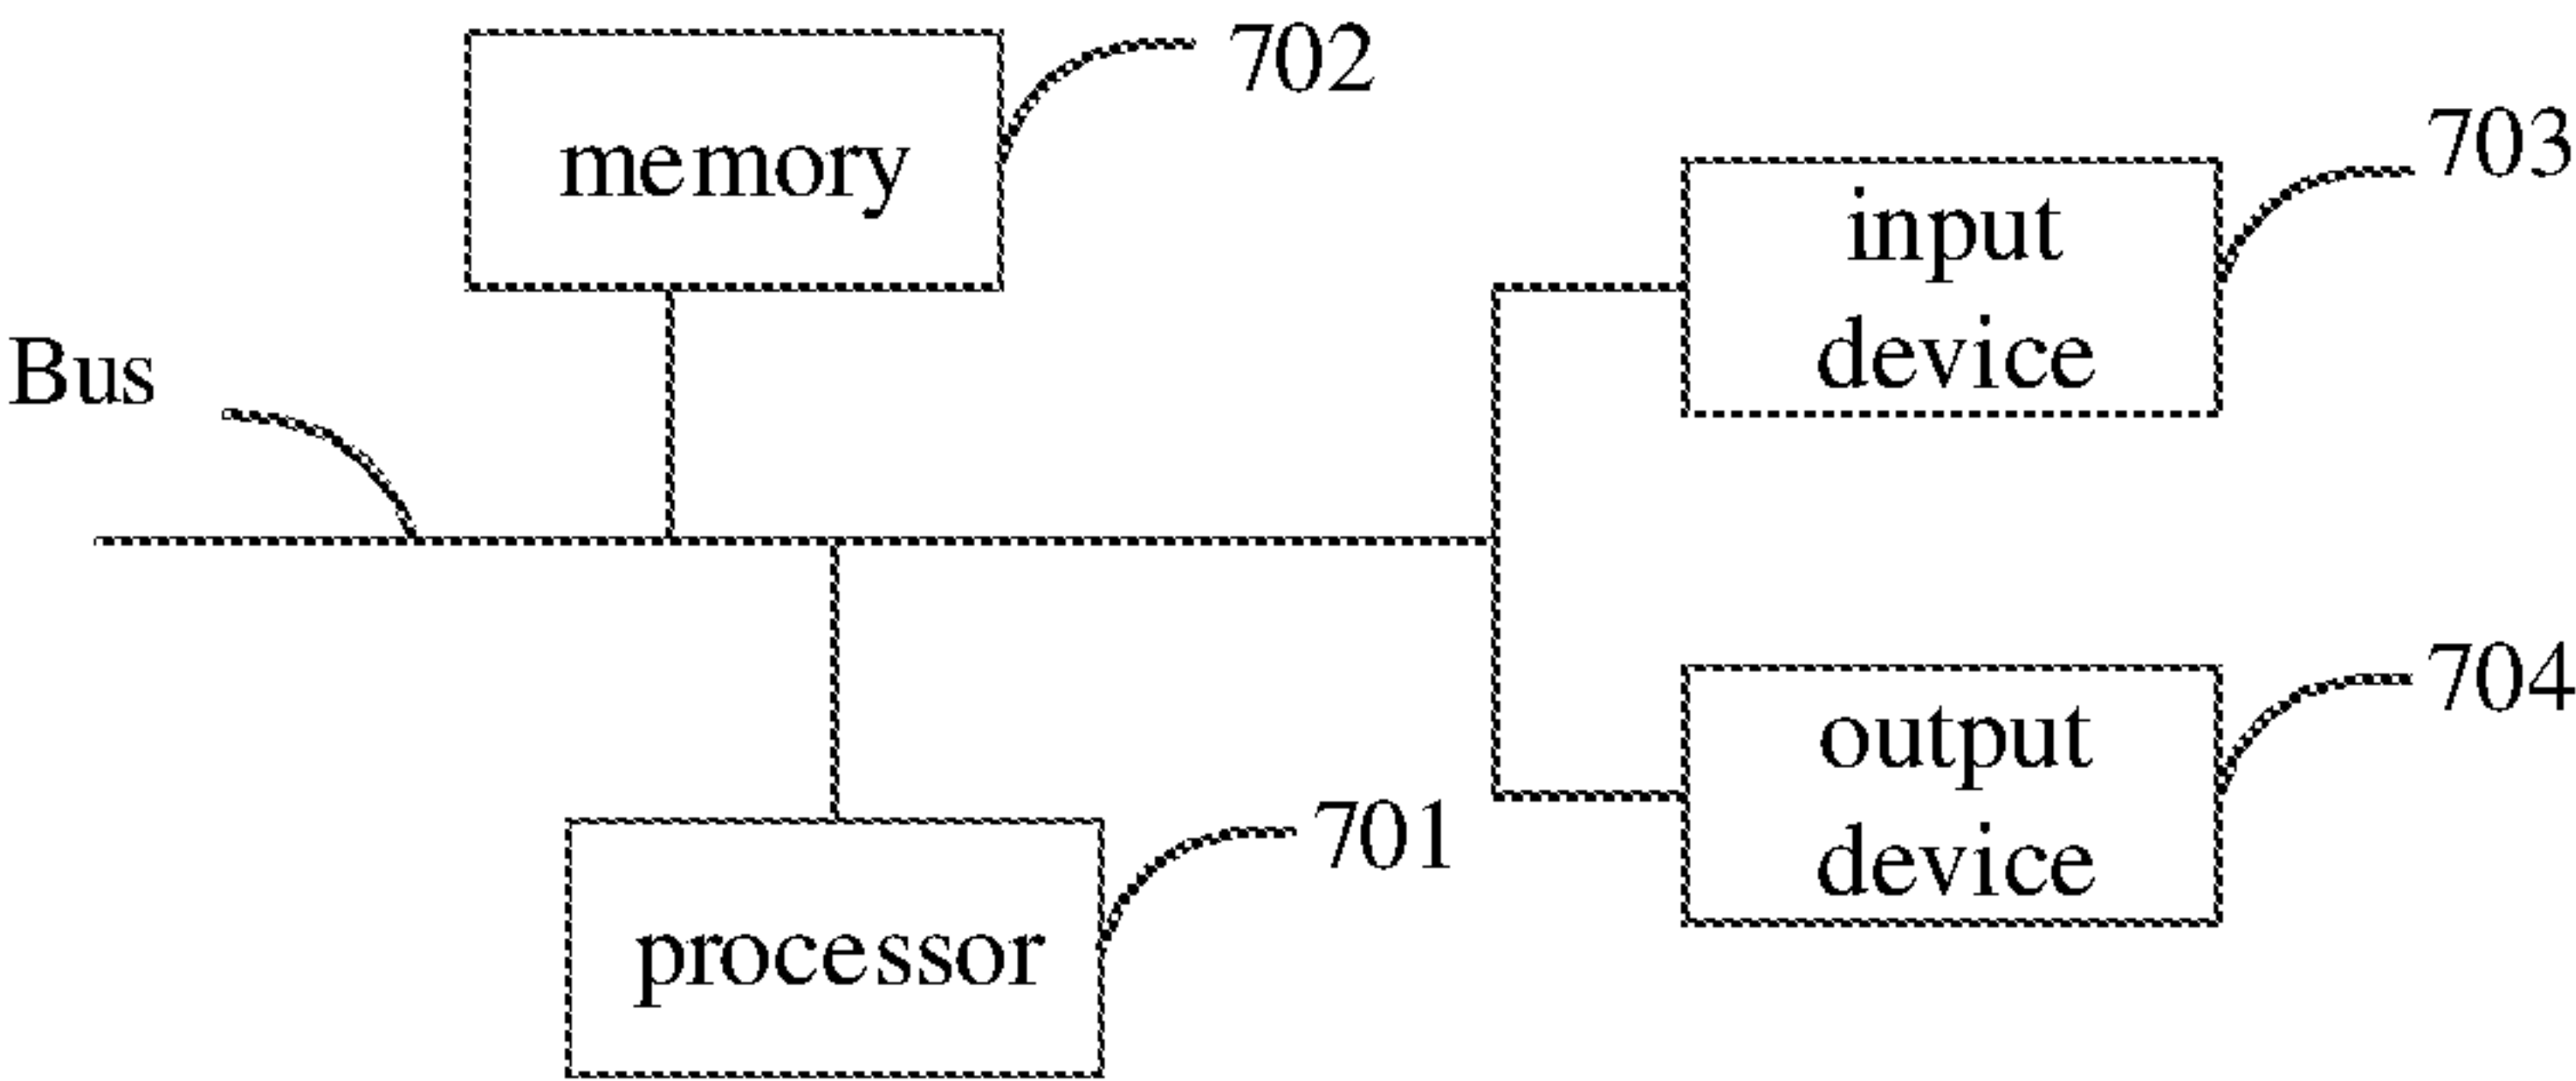 702
memory
703
input
device
Bus
704
output
device
701
processor